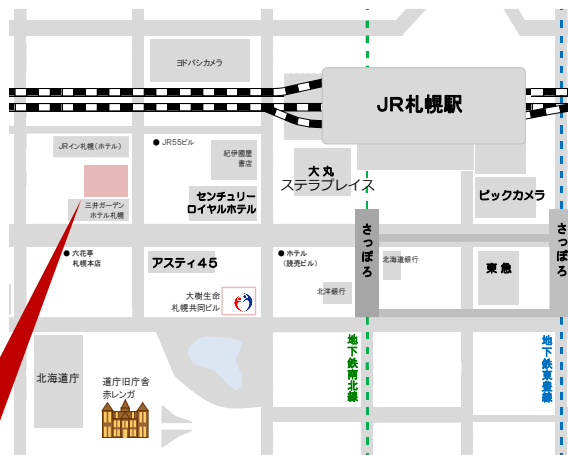 ヨドバシカメラ
JR札幌駅
JRイン札幌(ホテル)
● JR55ビル
紀伊國屋
書店
大丸
ステラプレイス
センチュリー
ロイヤルホテル
ビックカメラ
三井ガーデン
ホテル札幌
さっぽろ
さっぽろ
● 六花亭
札幌本店
アスティ45
● ホテル
(読売ビル)
北海道銀行
東急
大樹生命
札幌共同ビル
北洋銀行
地下鉄南北線
地下鉄東豊線
北海道庁
道庁旧庁舎
赤レンガ